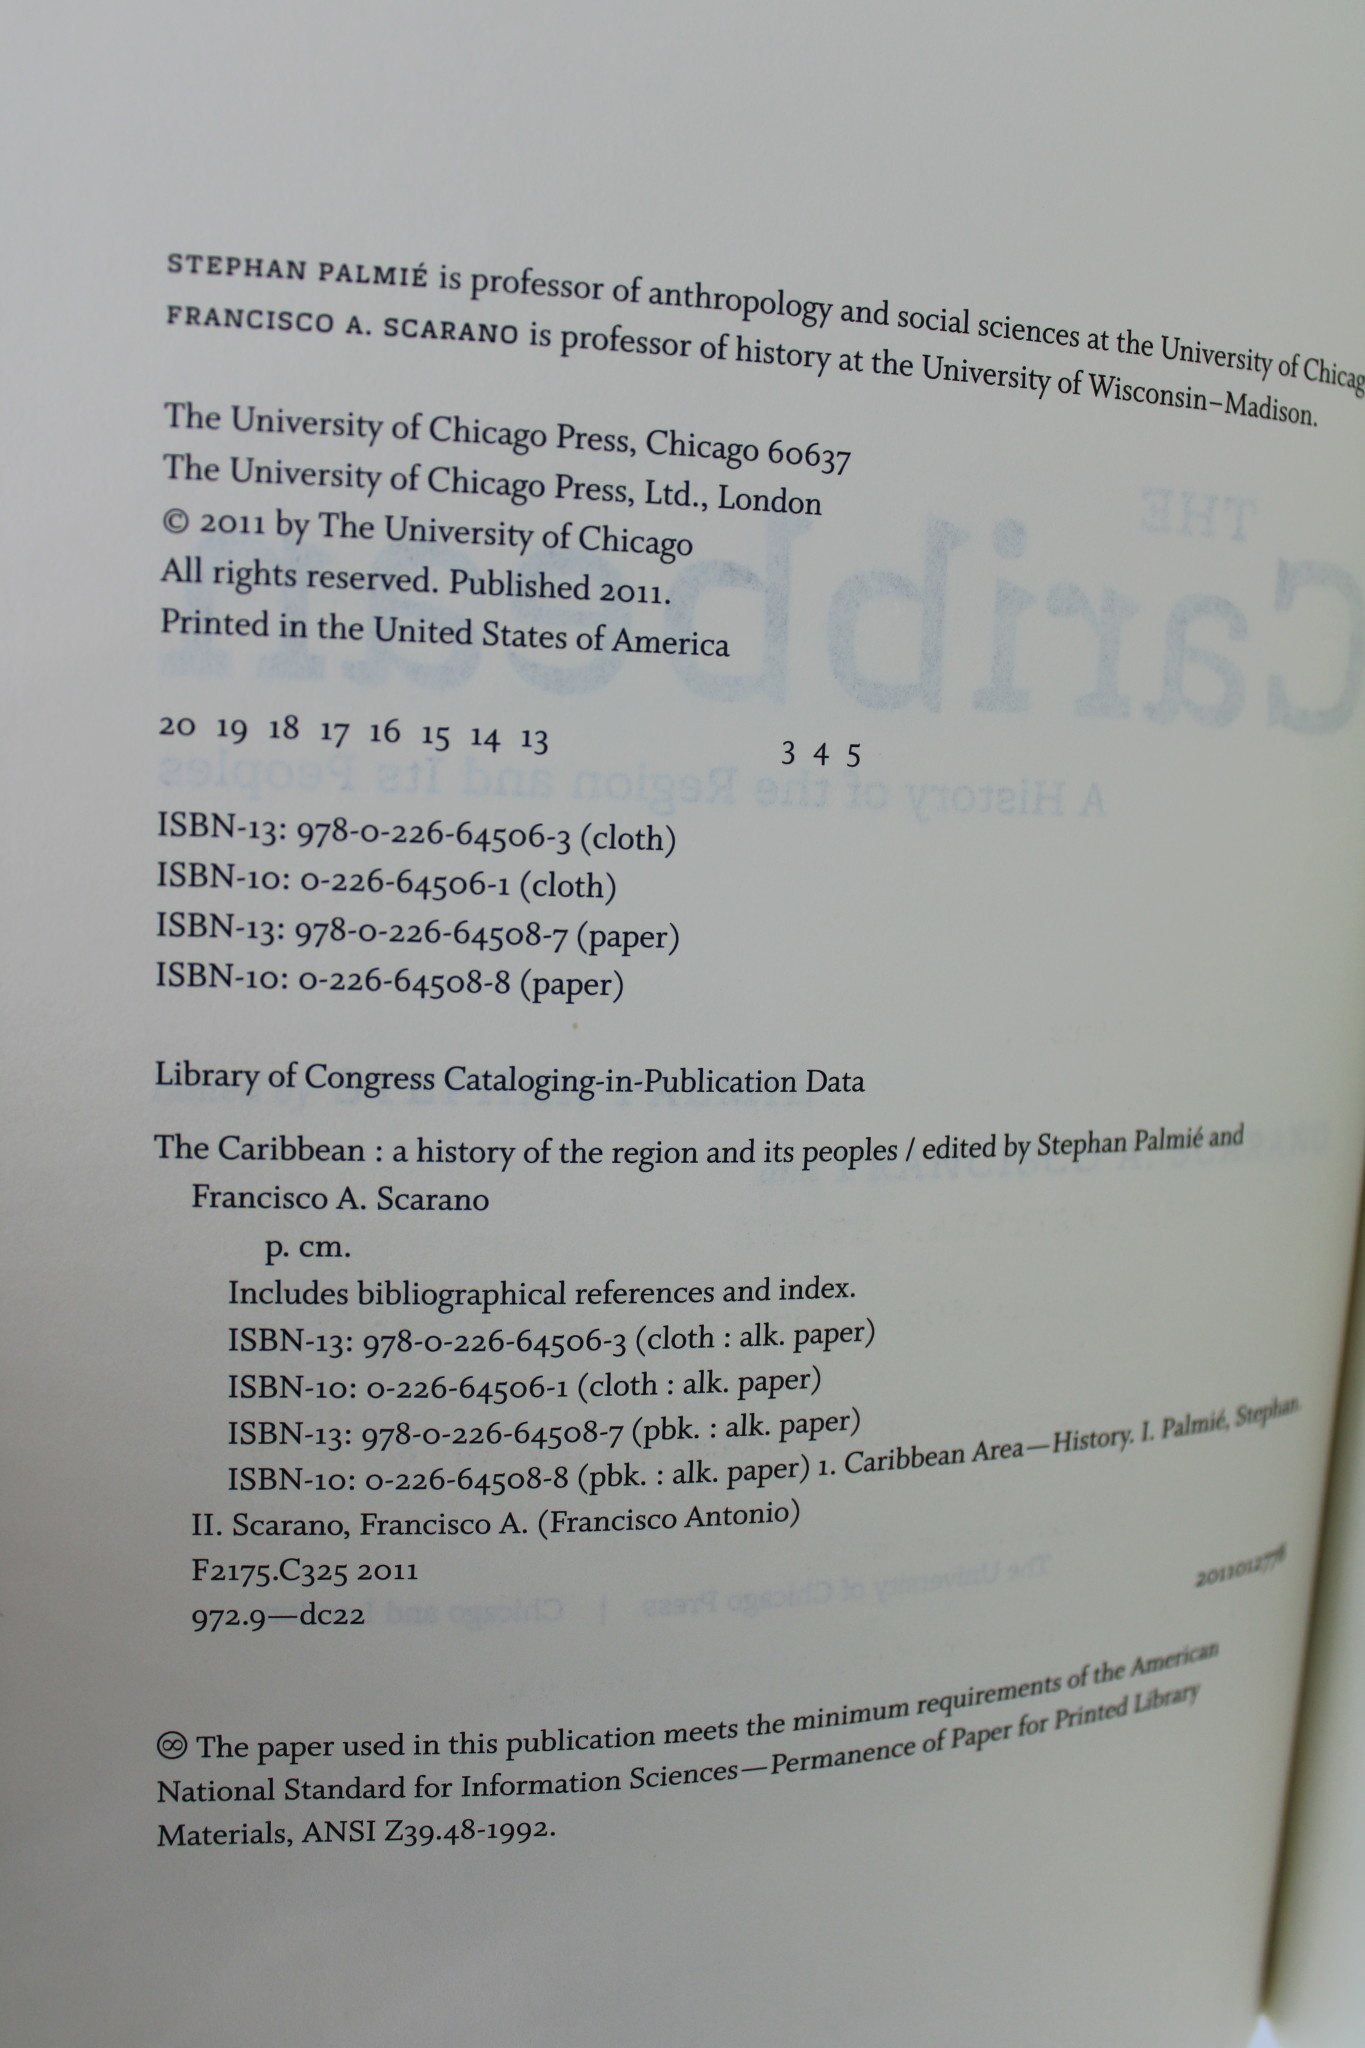 STEPHAN PALMIÉ is professor of anthropology and social sciences at the University of Chicag
FRANCISCO A. SCARANO is professor of history at the University of Wisconsin–Madison.
The University of Chicago Press, Chicago 60637
The University of Chicago Press, Ltd., London
© 2011 by The University of Chicago
All rights reserved. Published 2011.
Printed in the United States of America
20 19 18 17 16 15 14 13 3 4 5
ISBN-13: 978-0-226-64506-3 (cloth)
ISBN-10: 0-226-64506-1 (cloth)
ISBN-13: 978-0-226-64508-7 (paper)
ISBN-10: 0-226-64508-8 (paper)
Library of Congress Cataloging-in-Publication Data
The Caribbean : a history of the region and its peoples / edited by Stephan Palmié and
Francisco A. Scarano
p. cm.
Includes bibliographical references and index.
ISBN-13: 978-0-226-64506-3 (cloth : alk. paper)
ISBN-10: 0-226-64506-1 (cloth : alk. paper)
ISBN-13: 978-0-226-64508-7 (pbk. : alk. paper)
ISBN-10: 0-226-64508-8 (pbk. : alk. paper) 1. Caribbean Area—History. I. Palmié, Stephan.
II. Scarano, Francisco A. (Francisco Antonio)
F2175.C325 2011
972.9—dc22
2011012776
♾ The paper used in this publication meets the minimum requirements of the American
National Standard for Information Sciences—Permanence of Paper for Printed Library
Materials, ANSI Z39.48-1992.